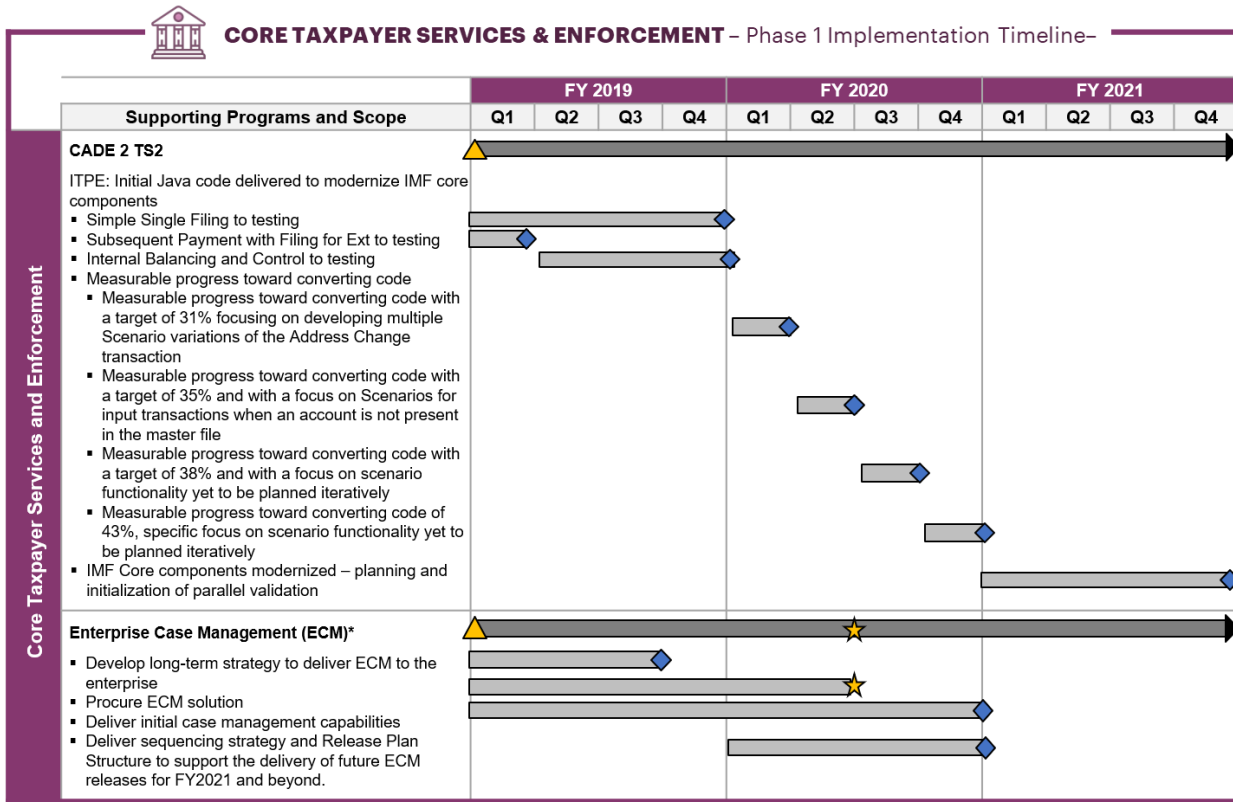 CORE TAXPAYER SERVICES & ENFORCEMENT – Phase 1 Implementation Timeline–
FY 2019 FY 2020 FY 2021
Supporting Programs and Scope Q1 Q2 Q3 Q4 Q1 Q2 Q3 Q4 Q1 Q2 Q3 Q4
Core Taxpayer Services and Enforcement
CADE 2 TS2
ITPE: Initial Java code delivered to modernize IMF core
components
▪ Simple Single Filing to testing
▪ Subsequent Payment with Filing for Ext to testing
▪ Internal Balancing and Control to testing
▪ Measurable progress toward converting code
▪ Measurable progress toward converting code with
a target of 31% focusing on developing multiple
Scenario variations of the Address Change
transaction
▪ Measurable progress toward converting code with
a target of 35% and with a focus on Scenarios for
input transactions when an account is not present
in the master file
▪ Measurable progress toward converting code with
a target of 38% and with a focus on scenario
functionality yet to be planned iteratively
▪ Measurable progress toward converting code of
43%, specific focus on scenario functionality yet to
be planned iteratively
▪ IMF Core components modernized – planning and
initialization of parallel validation
Enterprise Case Management (ECM)*
▪ Develop long-term strategy to deliver ECM to the
enterprise
▪ Procure ECM solution
▪ Deliver initial case management capabilities
▪ Deliver sequencing strategy and Release Plan
Structure to support the delivery of future ECM
releases for FY2021 and beyond.